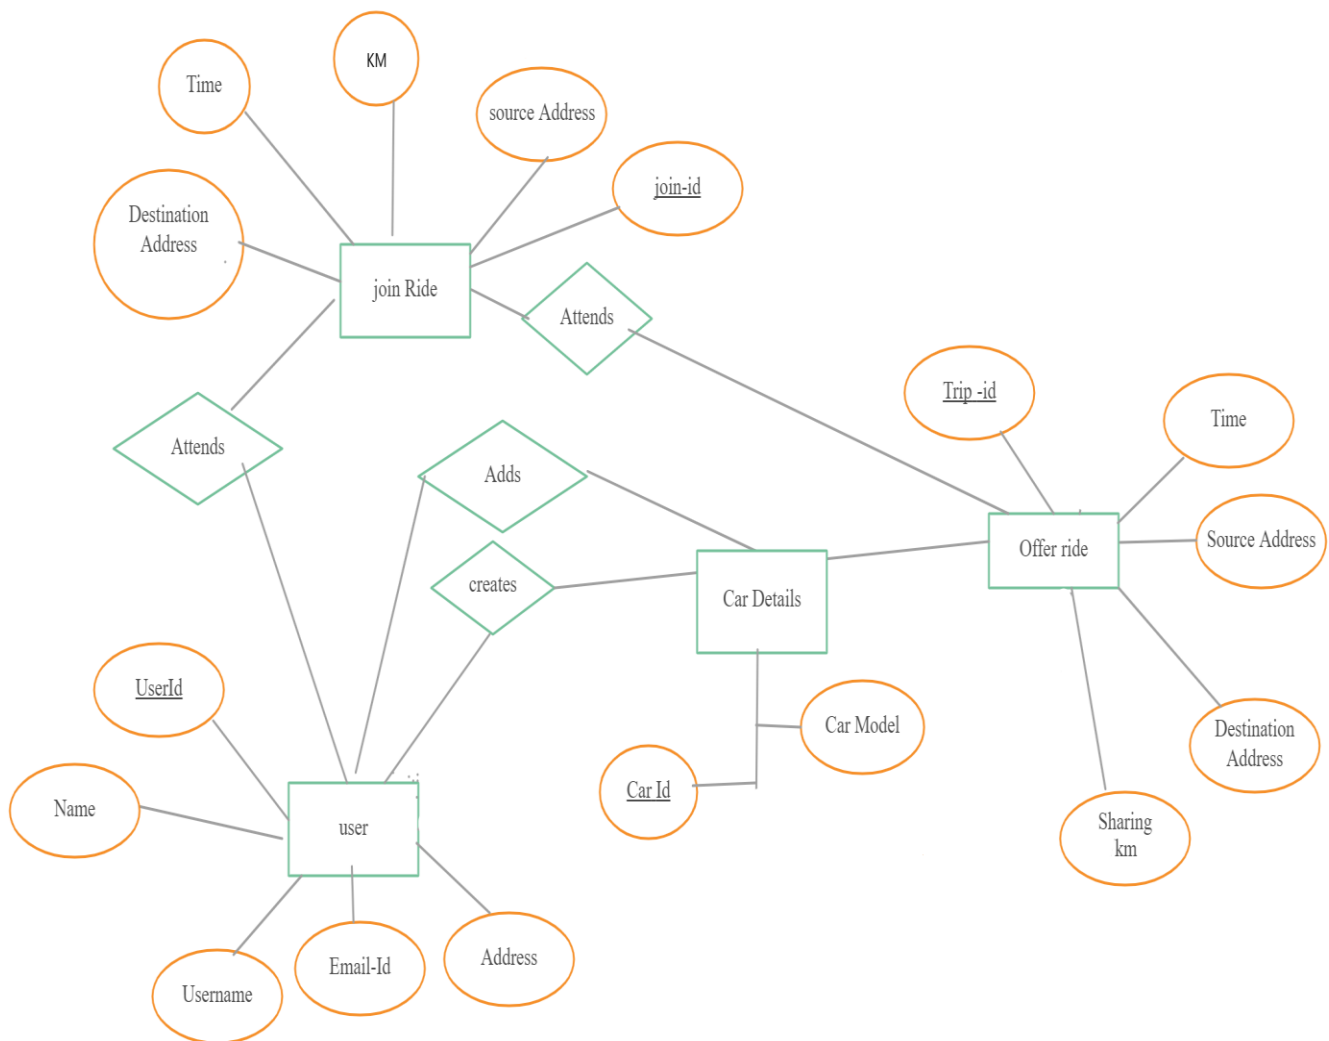 KM
Time
source Address
join-id
Destination
Address
join Ride
Attends
Trip -id
Time
Attends
Adds
Source Address
Offer ride
creates
Car Details
UserId
Car Model
Destination
Address
Car Id
Name
user
Sharing
km
Address
Email-Id
Username